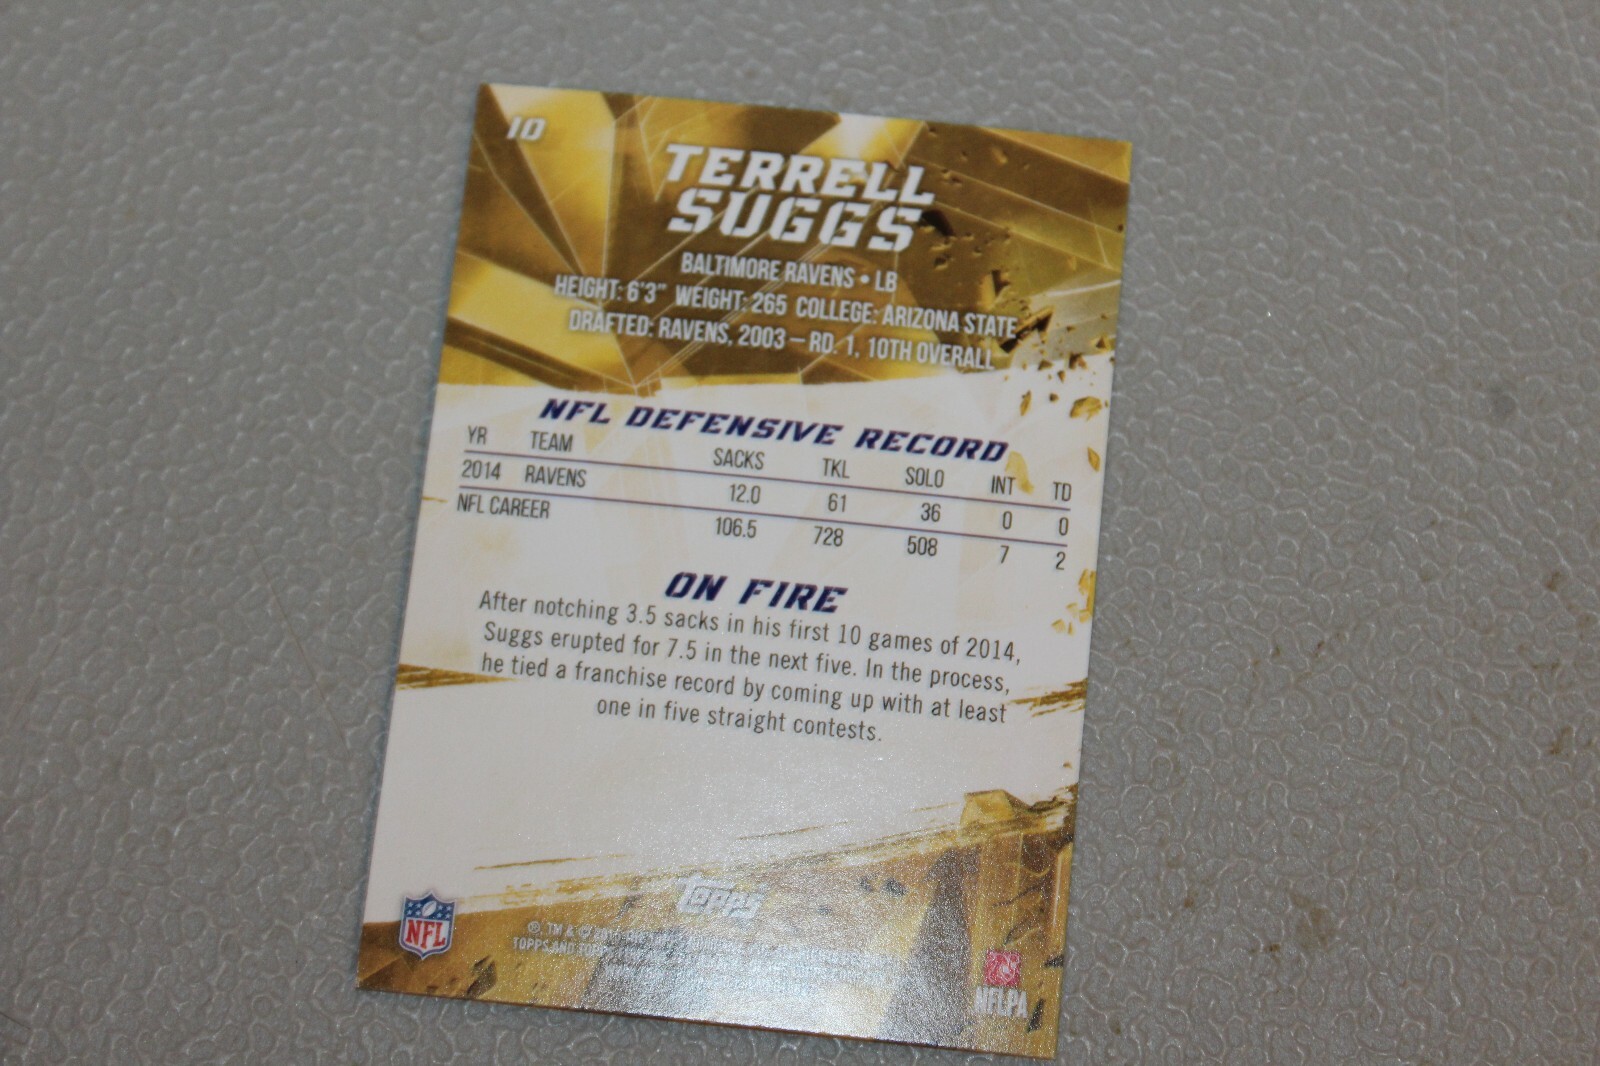 10
TERRELL
SUGGS
BALTIMORE RAVENS • LB
HEIGHT: 6'3" WEIGHT: 265 COLLEGE: ARIZONA STATE
DRAFTED: RAVENS, 2003 – RD. 1, 10TH OVERALL
NFL DEFENSIVE RECORD
YR TEAM SACKS TKL SOLO INT TD
2014 RAVENS 12.0 61 36 0 0
NFL CAREER 106.5 728 508 7 2
ON FIRE
After notching 3.5 sacks in his first 10 games of 2014,
Suggs erupted for 7.5 in the next five. In the process,
he tied a franchise record by coming up with at least
one in five straight contests.
Topps
NFL
®, TM & ©
TOPPS AND
NFLPA